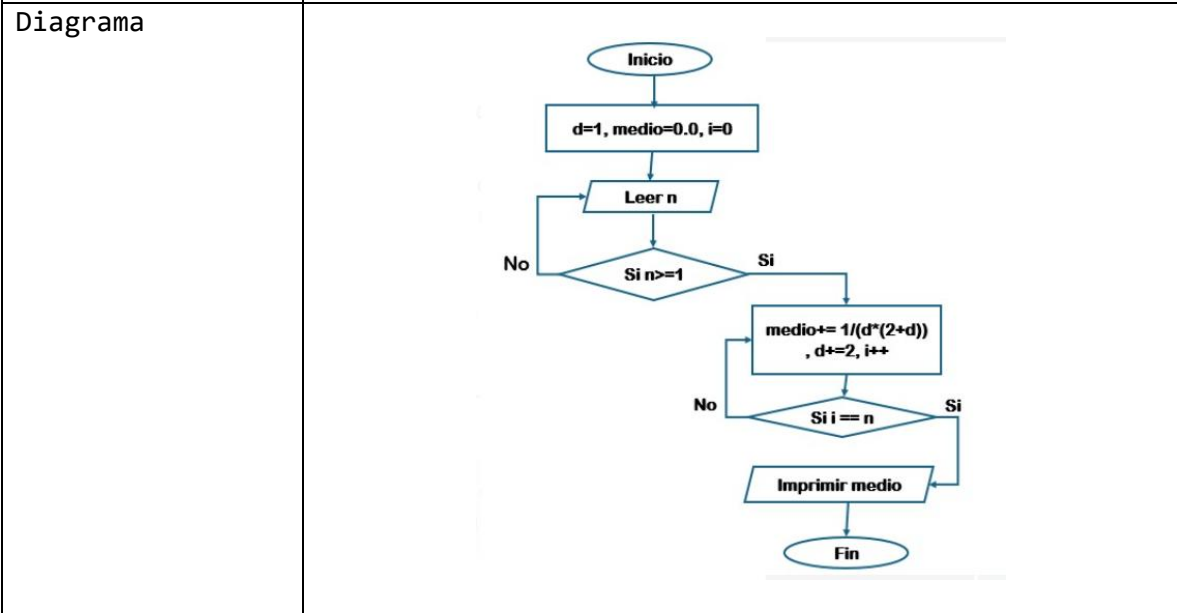 Diagrama
Inicio
d=1, medio=0.0, i=0
Leer n
No
Si n>=1
Si
medio+= 1/(d*(2+d))
, d+=2, i++
No
Si i == n
Si
Imprimir medio
Fin